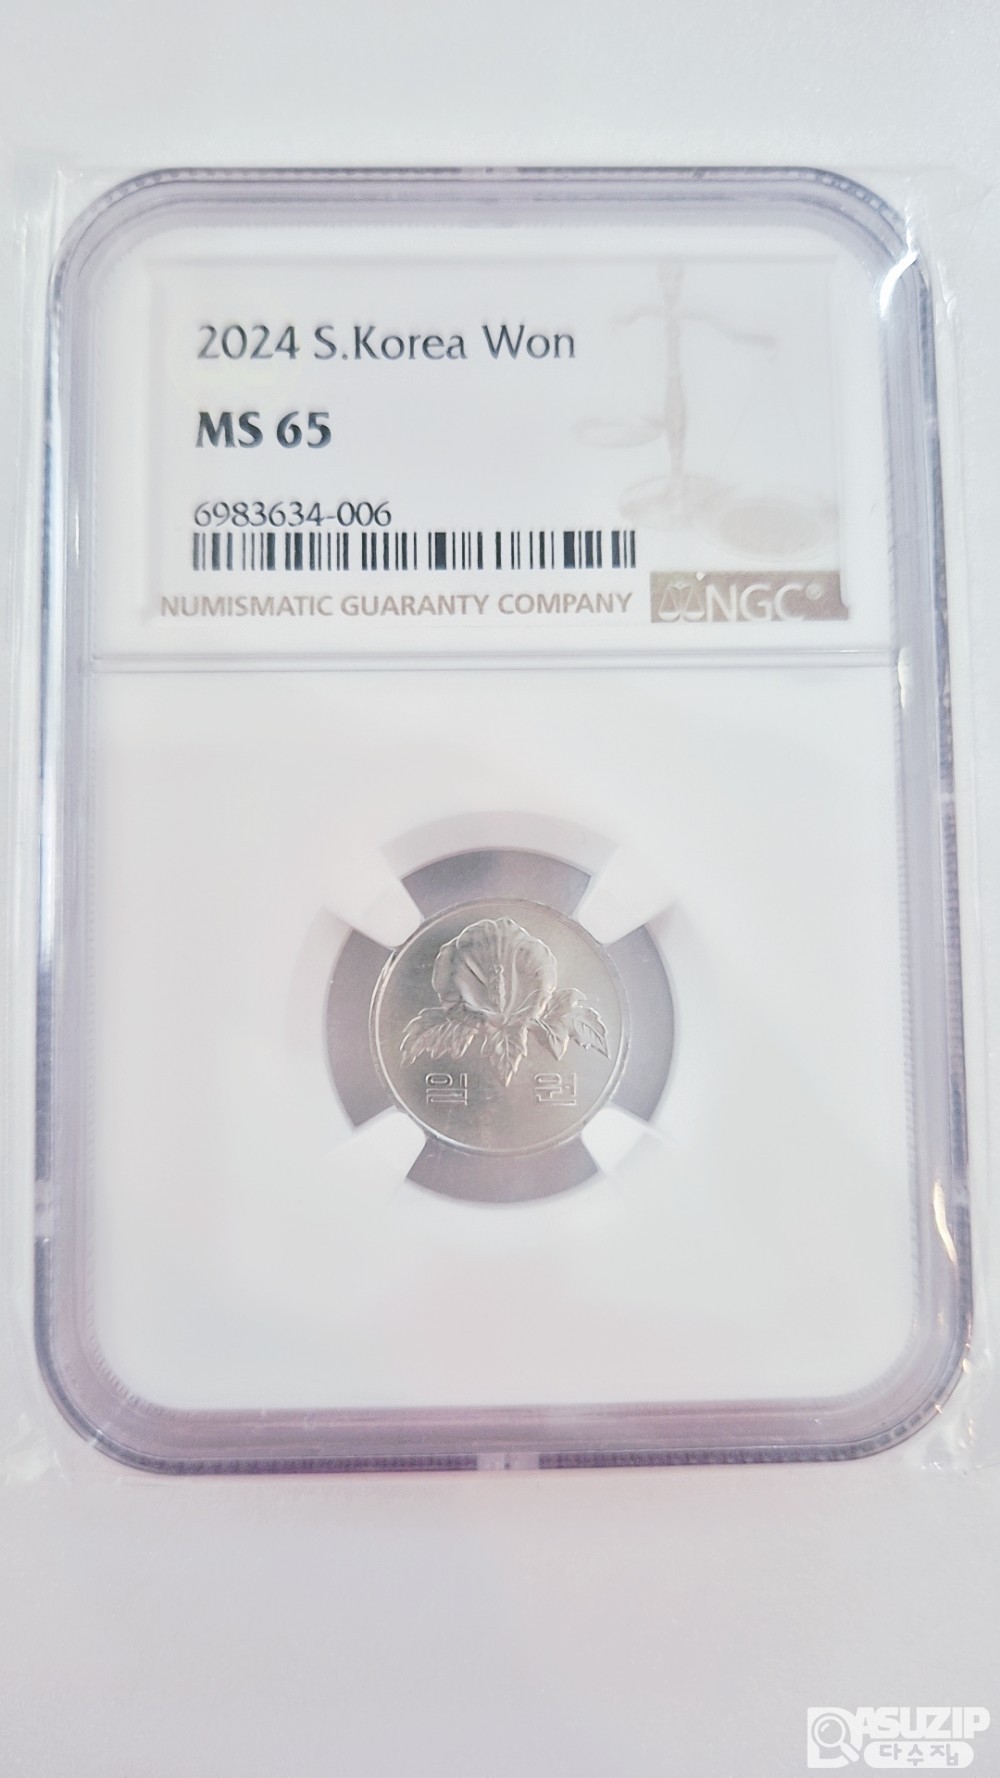 2024 S.Korea Won
MS 65
6983634-006
NUMISMATIC GUARANTY COMPANY NGC®
일 원
DASUZIP
다수집